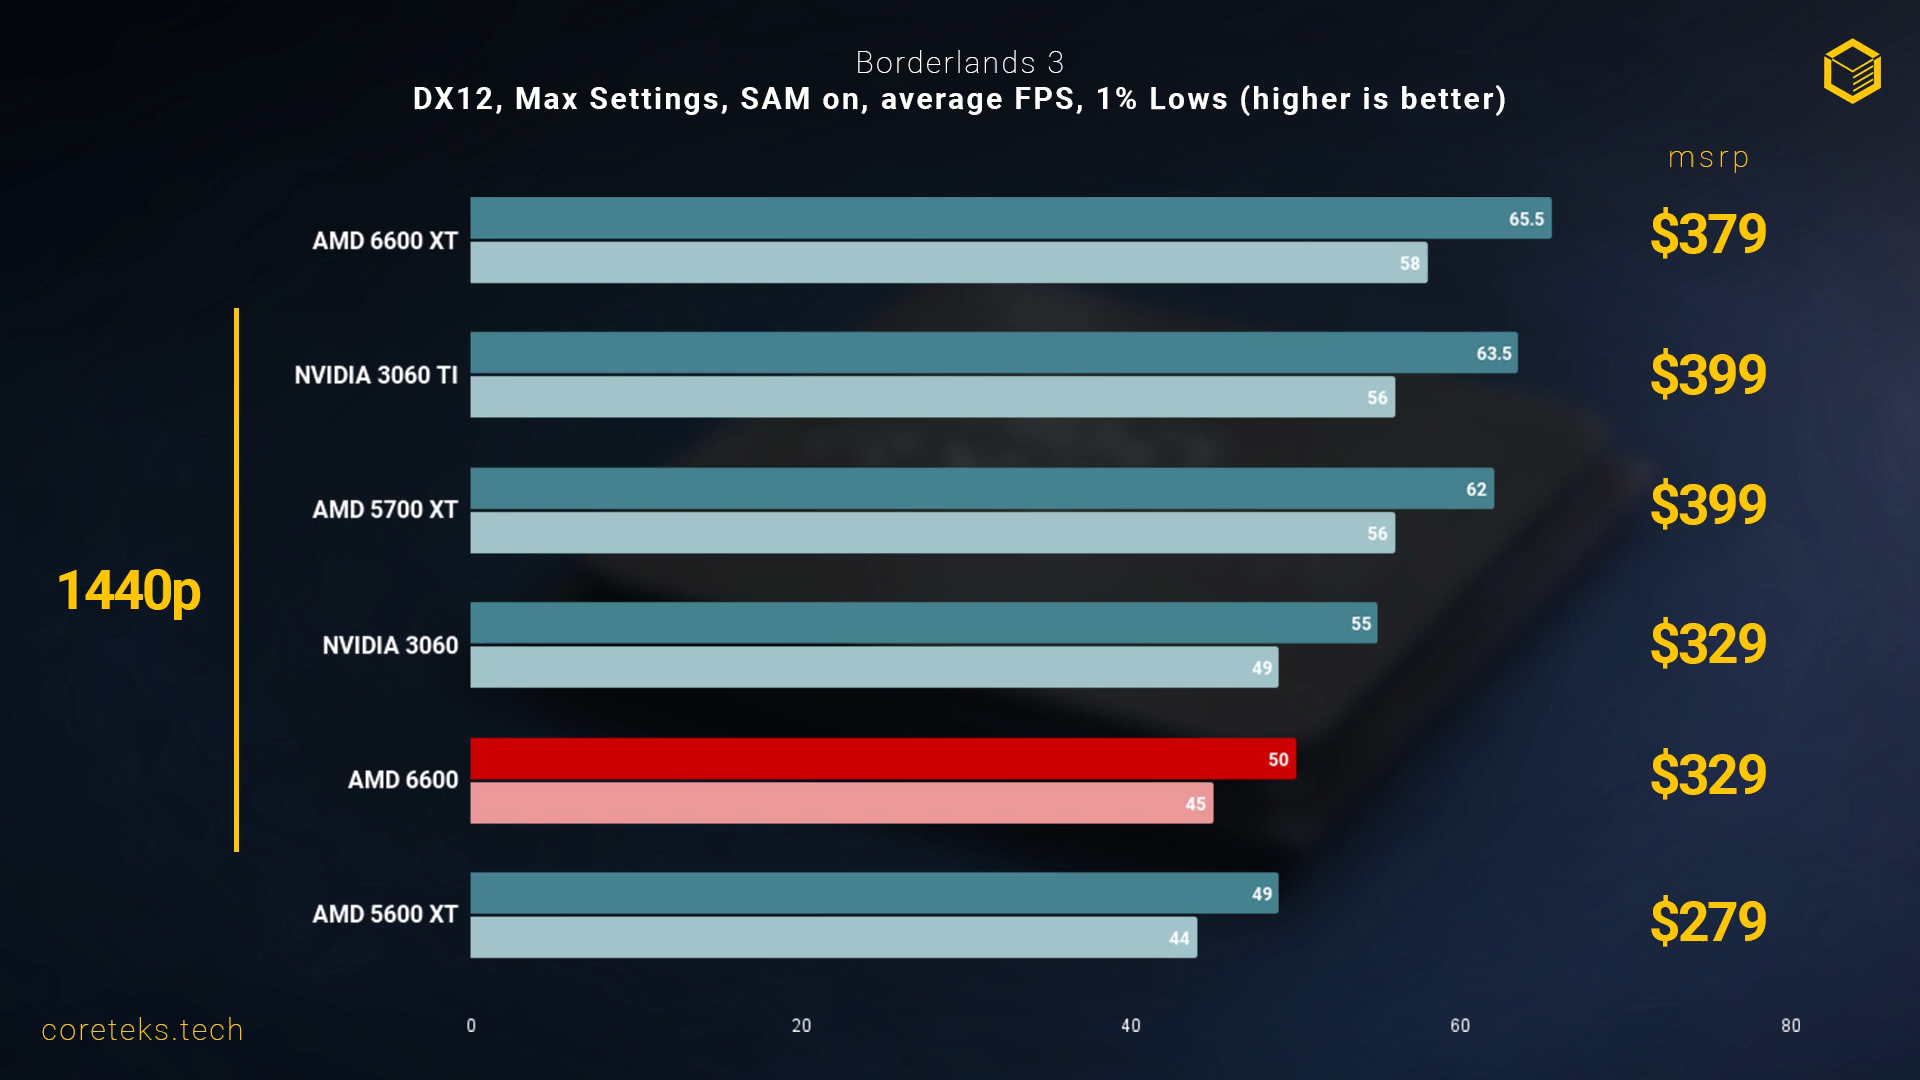 Borderlands 3
DX12, Max Settings, SAM on, average FPS, 1% Lows (higher is better)
msrp
AMD 6600 XT
65.5
58
$379
NVIDIA 3060 TI
63.5
56
$399
AMD 5700 XT
62
56
$399
1440p
NVIDIA 3060
55
49
$329
AMD 6600
50
45
$329
AMD 5600 XT
49
44
$279
0 20 40 60 80
coreteks.tech